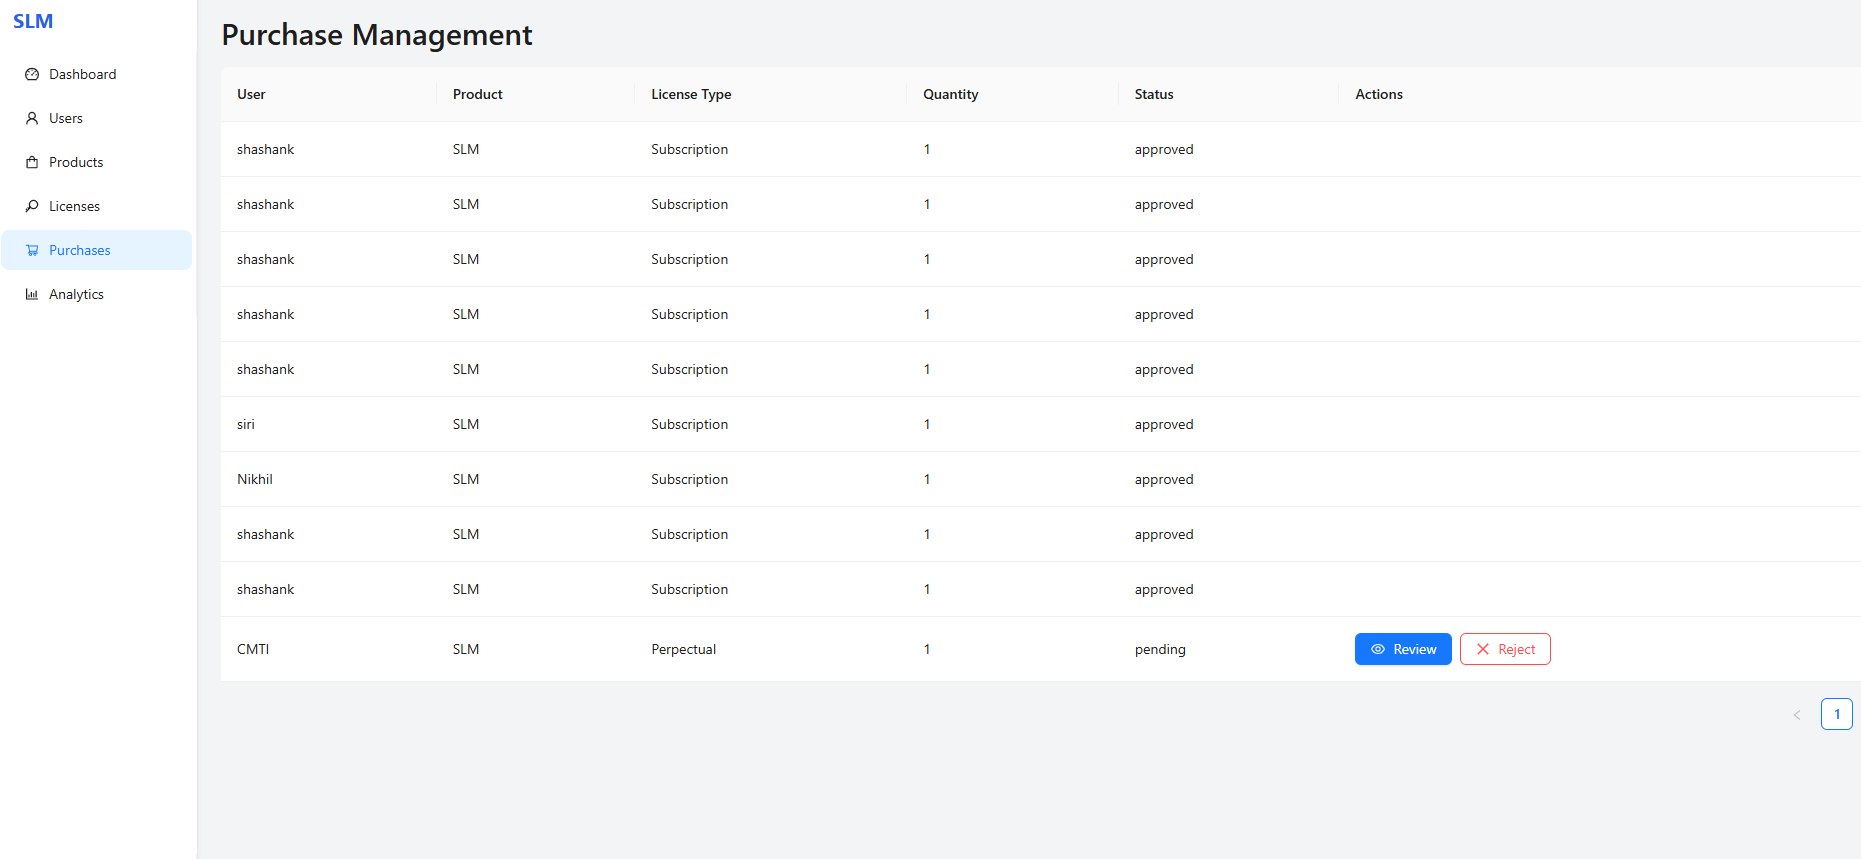 SLM
Dashboard
Users
Products
Licenses
Purchases
Analytics
Purchase Management
User Product License Type Quantity Status Actions
shashank SLM Subscription 1 approved
shashank SLM Subscription 1 approved
shashank SLM Subscription 1 approved
shashank SLM Subscription 1 approved
shashank SLM Subscription 1 approved
siri SLM Subscription 1 approved
Nikhil SLM Subscription 1 approved
shashank SLM Subscription 1 approved
shashank SLM Subscription 1 approved
CMTI SLM Perpectual 1 pending Review Reject
< 1